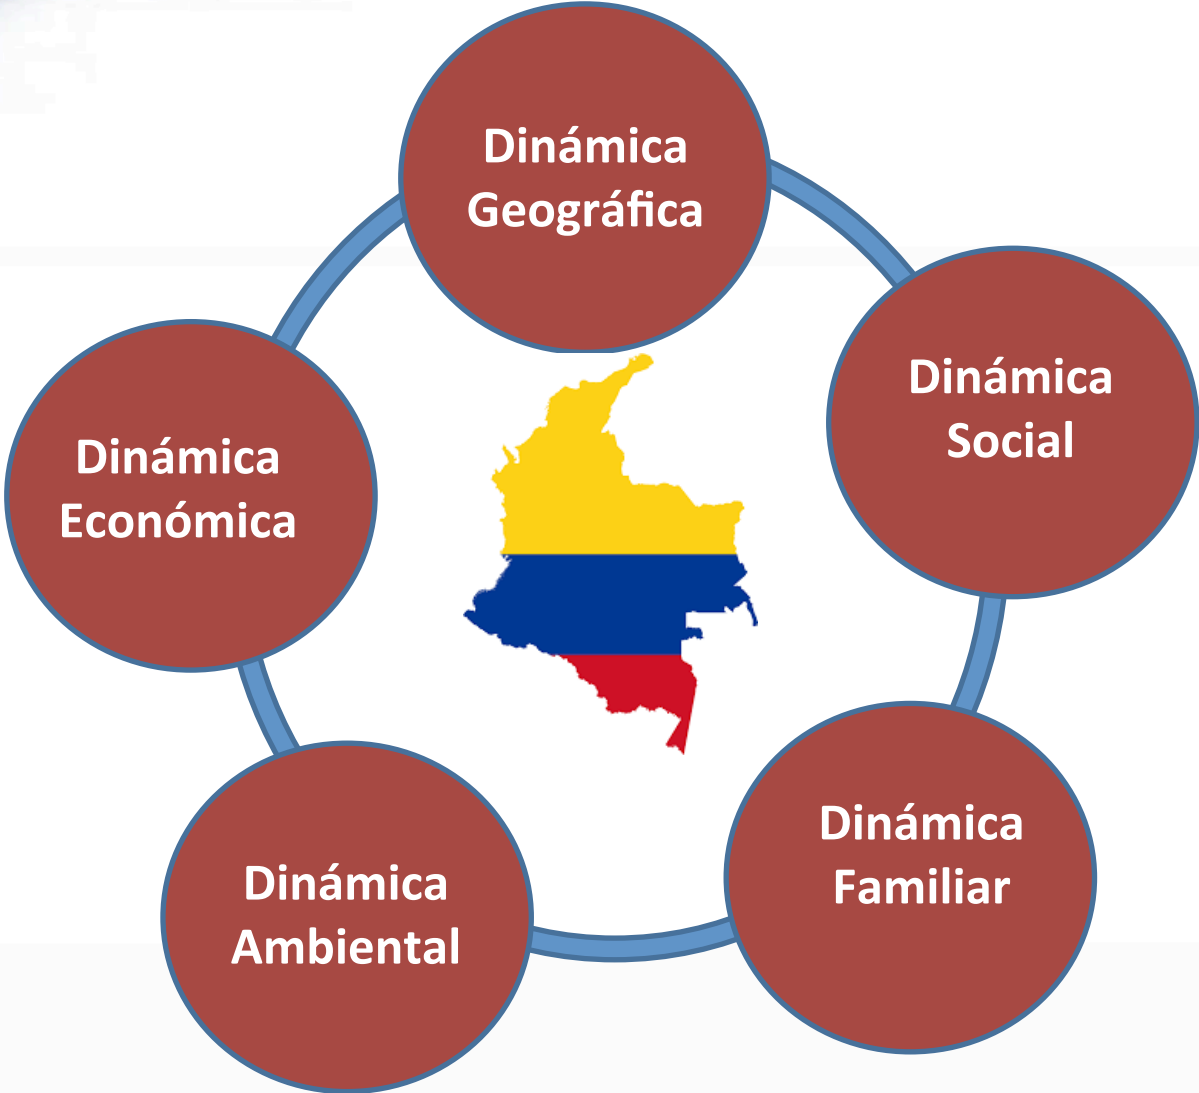 Dinámica
Geográfica
Dinámica
Social
Dinámica
Económica
Dinámica
Familiar
Dinámica
Ambiental